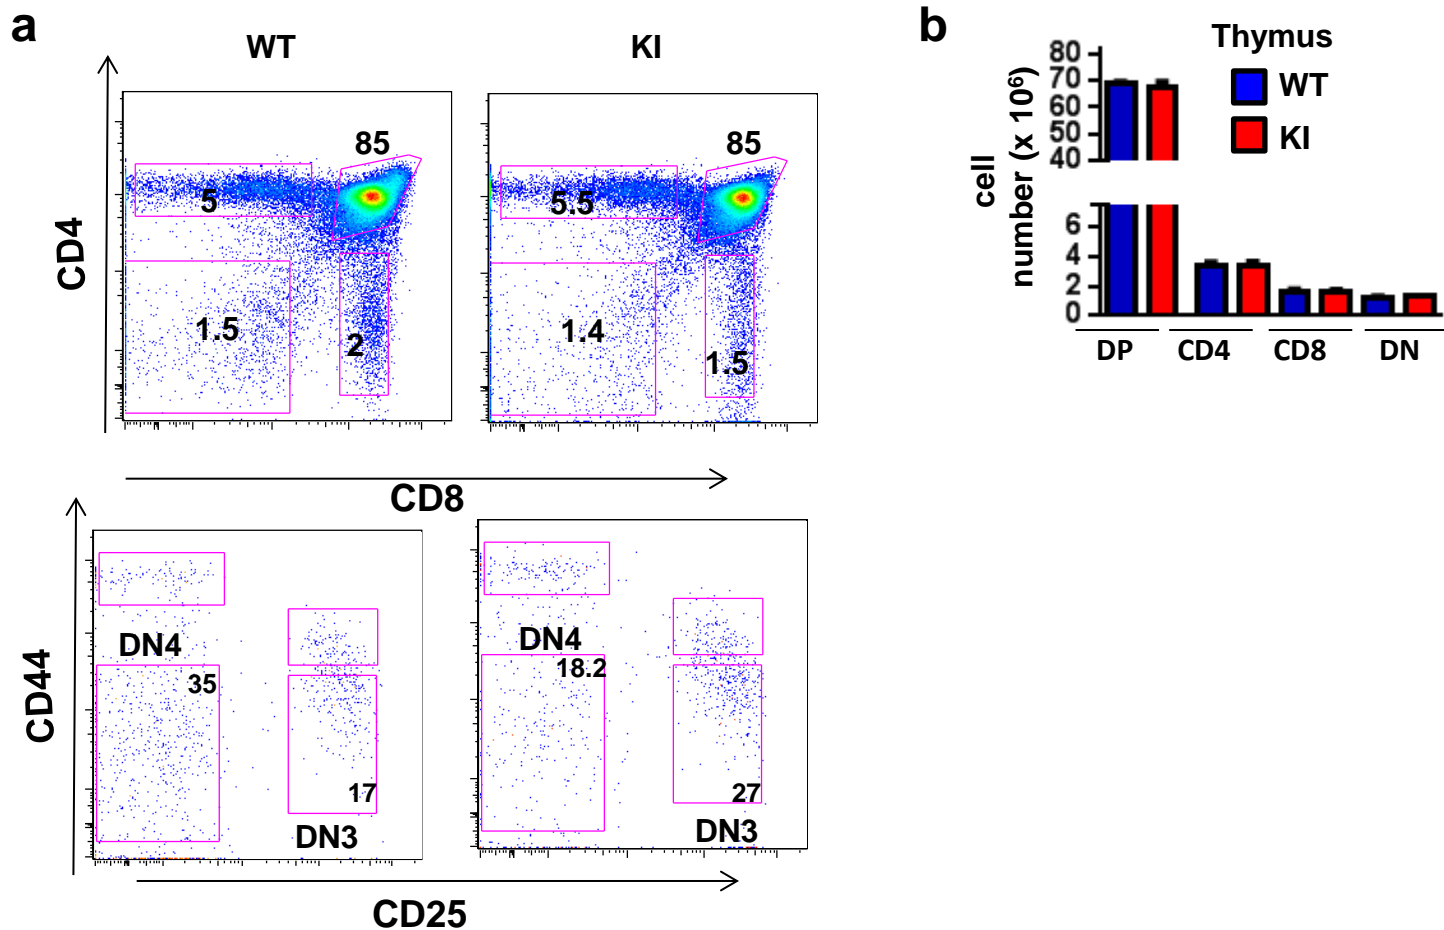 a
WT
KI
CD4
85
5
1.5
2
85
5.5
1.4
1.5
CD8
CD44
DN4
35
17
DN3
DN4
18.2
27
DN3
CD25
b
Thymus
WT
KI
cell
number (x 10⁶)
80
70
60
50
40
6
4
2
0
DP CD4 CD8 DN